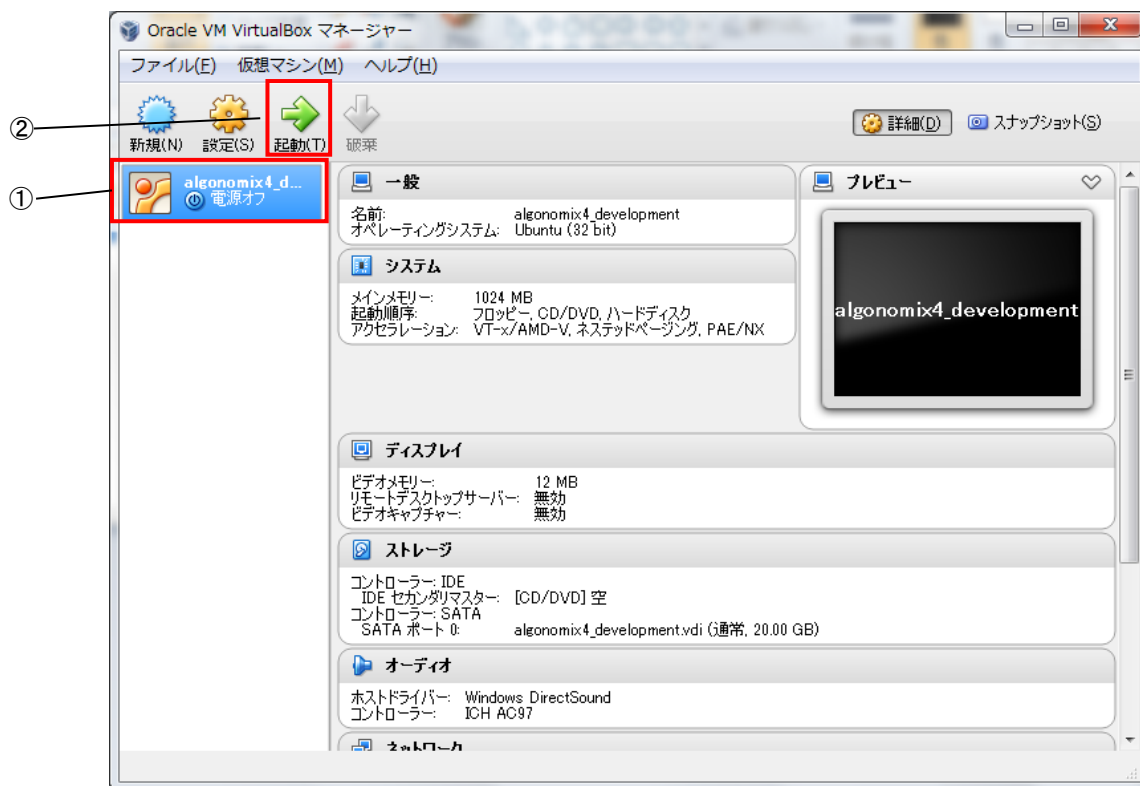 Oracle VM VirtualBox マネージャー
ファイル(F) 仮想マシン(M) ヘルプ(H)
②
新規(N) 設定(S) 起動(T) 破棄
詳細(D) スナップショット(S)
①
algonomix4_d...
電源オフ
一般
名前: algonomix4_development
オペレーティングシステム: Ubuntu (32 bit)
システム
メインメモリー: 1024 MB
起動順序: フロッピー, CD/DVD, ハードディスク
アクセラレーション: VT-x/AMD-V, ネステッドページング, PAE/NX
プレビュー
algonomix4_development
ディスプレイ
ビデオメモリー: 12 MB
リモートデスクトップサーバー: 無効
ビデオキャプチャー: 無効
ストレージ
コントローラー: IDE
IDE セカンダリマスター: [CD/DVD] 空
コントローラー: SATA
SATA ポート 0: algonomix4_development.vdi (通常, 20.00 GB)
オーディオ
ホストドライバー: Windows DirectSound
コントローラー: ICH AC97
ネットワーク